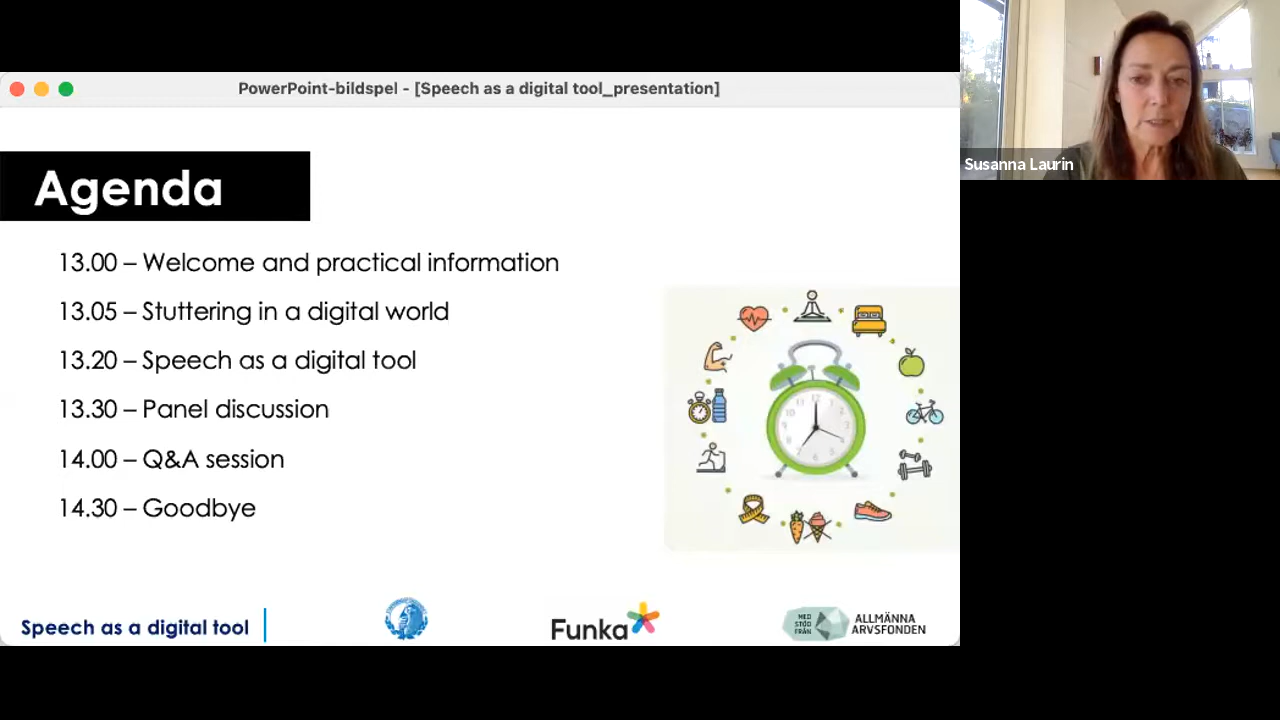 PowerPoint-bildspel - [Speech as a digital tool_presentation]
Susanna Laurin
Agenda
13.00 – Welcome and practical information
13.05 – Stuttering in a digital world
13.20 – Speech as a digital tool
13.30 – Panel discussion
14.00 – Q&A session
14.30 – Goodbye
Speech as a digital tool
Funka
MED
STÖD
FRÅN
ALLMÄNNA
ARVSFONDEN